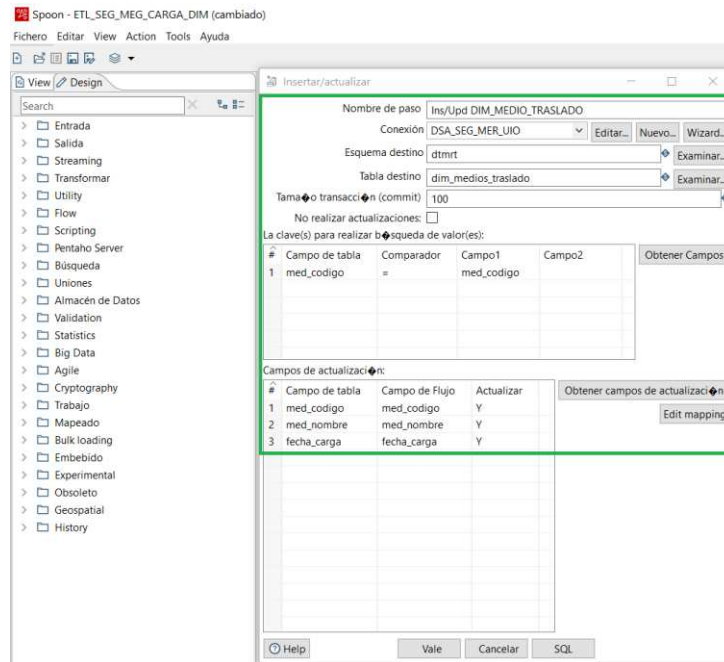 Spoon - ETL_SEG_MEG_CARGA_DIM (cambiado)
Fichero Editar View Action Tools Ayuda
View Design
Search
Entrada
Salida
Streaming
Transformar
Utility
Flow
Scripting
Pentaho Server
Búsqueda
Uniones
Almacén de Datos
Validation
Statistics
Big Data
Agile
Cryptography
Trabajo
Mapeado
Bulk loading
Embebido
Experimental
Obsoleto
Geospatial
History
Insertar/actualizar
Nombre de paso Ins/Upd DIM_MEDIO_TRASLADO
Conexión DSA_SEG_MER_UIO Editar... Nuevo... Wizard..
Esquema destino dtmrt Examinar..
Tabla destino dim_medios_traslado Examinar..
Tama�o transacci�n (commit) 100
No realizar actualizaciones:
La clave(s) para realizar b�squeda de valor(es):
# Campo de tabla Comparador Campo1 Campo2 Obtener Campos
1 med_codigo = med_codigo
Campos de actualizaci�n:
# Campo de tabla Campo de Flujo Actualizar Obtener campos de actualizaci�n
1 med_codigo med_codigo Y Edit mapping
2 med_nombre med_nombre Y
3 fecha_carga fecha_carga Y
Help Vale Cancelar SQL